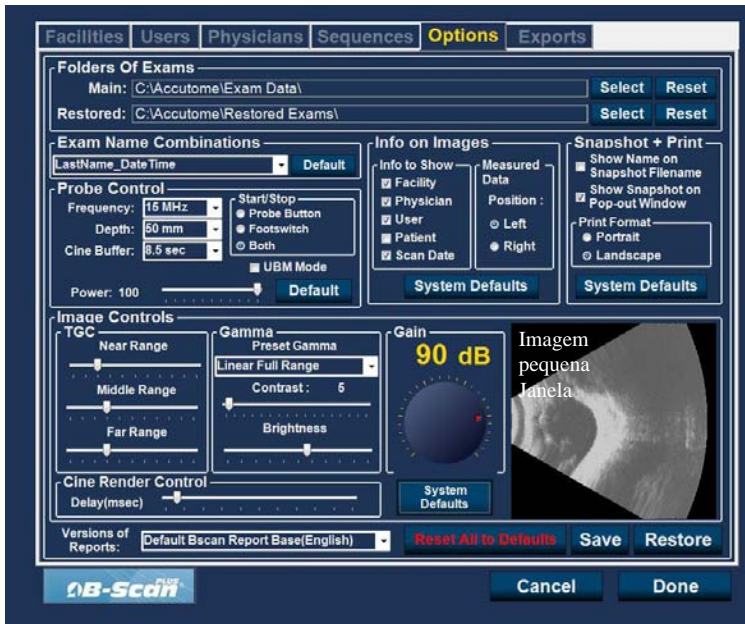 Facilities Users Physicians Sequences Options Exports
Folders Of Exams
Main: C:\Accutome\Exam Data\ Select Reset
Restored: C:\Accutome\Restored Exams\ Select Reset
Exam Name Combinations
LastName_DateTime Default
Probe Control
Frequency: 15 MHz
Depth: 50 mm
Cine Buffer: 8,5 sec
Start/Stop
Probe Button
Footswitch
Both
UBM Mode
Power: 100 Default
Info on Images
Info to Show
Facility
Physician
User
Patient
Scan Date
Measured
Data
Position :
Left
Right
System Defaults
Snapshot + Print
Show Name on
Snapshot Filename
Show Snapshot on
Pop-out Window
Print Format
Portrait
Landscape
System Defaults
Image Controls
TGC
Near Range
Middle Range
Far Range
Gamma
Preset Gamma
Linear Full Range
Contrast : 5
Brightness
Gain
90 dB
System
Defaults
Imagem
pequena
Janela
Cine Render Control
Delay(msec)
Versions of
Reports: Default Bscan Report Base(English) Reset All to Defaults Save Restore
B-Scan PLUS Cancel Done